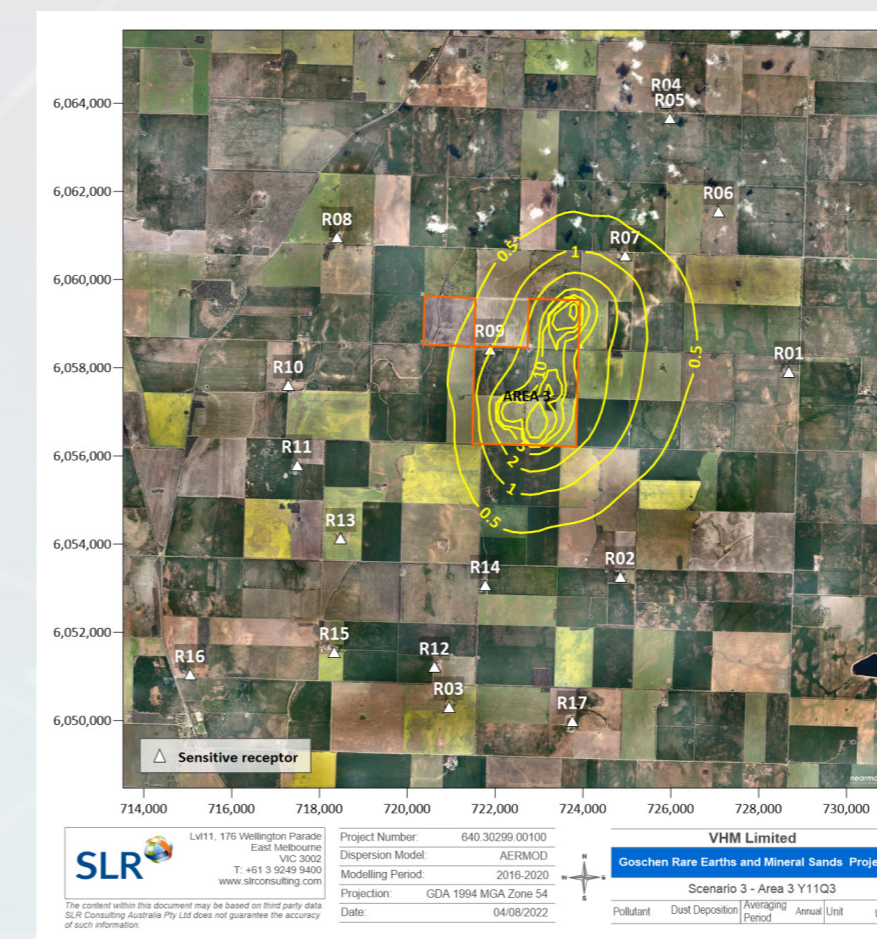 R04
R05
6,064,000
R06
6,062,000
R08
R07
0.5
1
6,060,000
R09
6,058,000
R01
0.5
R10
10
AREA 3
R11
6,056,000
2
1
0.5
R13
6,054,000
R14
R02
6,052,000
R15
R12
R16
R03
R17
6,050,000
Sensitive receptor
nearma
714,000 716,000 718,000 720,000 722,000 724,000 726,000 728,000 730,000
SLR
Lvl11, 176 Wellington Parade
East Melbourne
VIC 3002
T: +61 3 9249 9400
www.slrconsulting.com
The content within this document may be based on third party data.
SLR Consulting Australia Pty Ltd does not guarantee the accuracy
of such information.
Project Number: 640.30299.00100
Dispersion Model: AERMOD
Modelling Period: 2016-2020
Projection: GDA 1994 MGA Zone 54
Date: 04/08/2022
N
W E
S
VHM Limited
Goschen Rare Earths and Mineral Sands Proje
Scenario 3 - Area 3 Y11Q3
Pollutant Dust Deposition Averaging Period Annual Unit